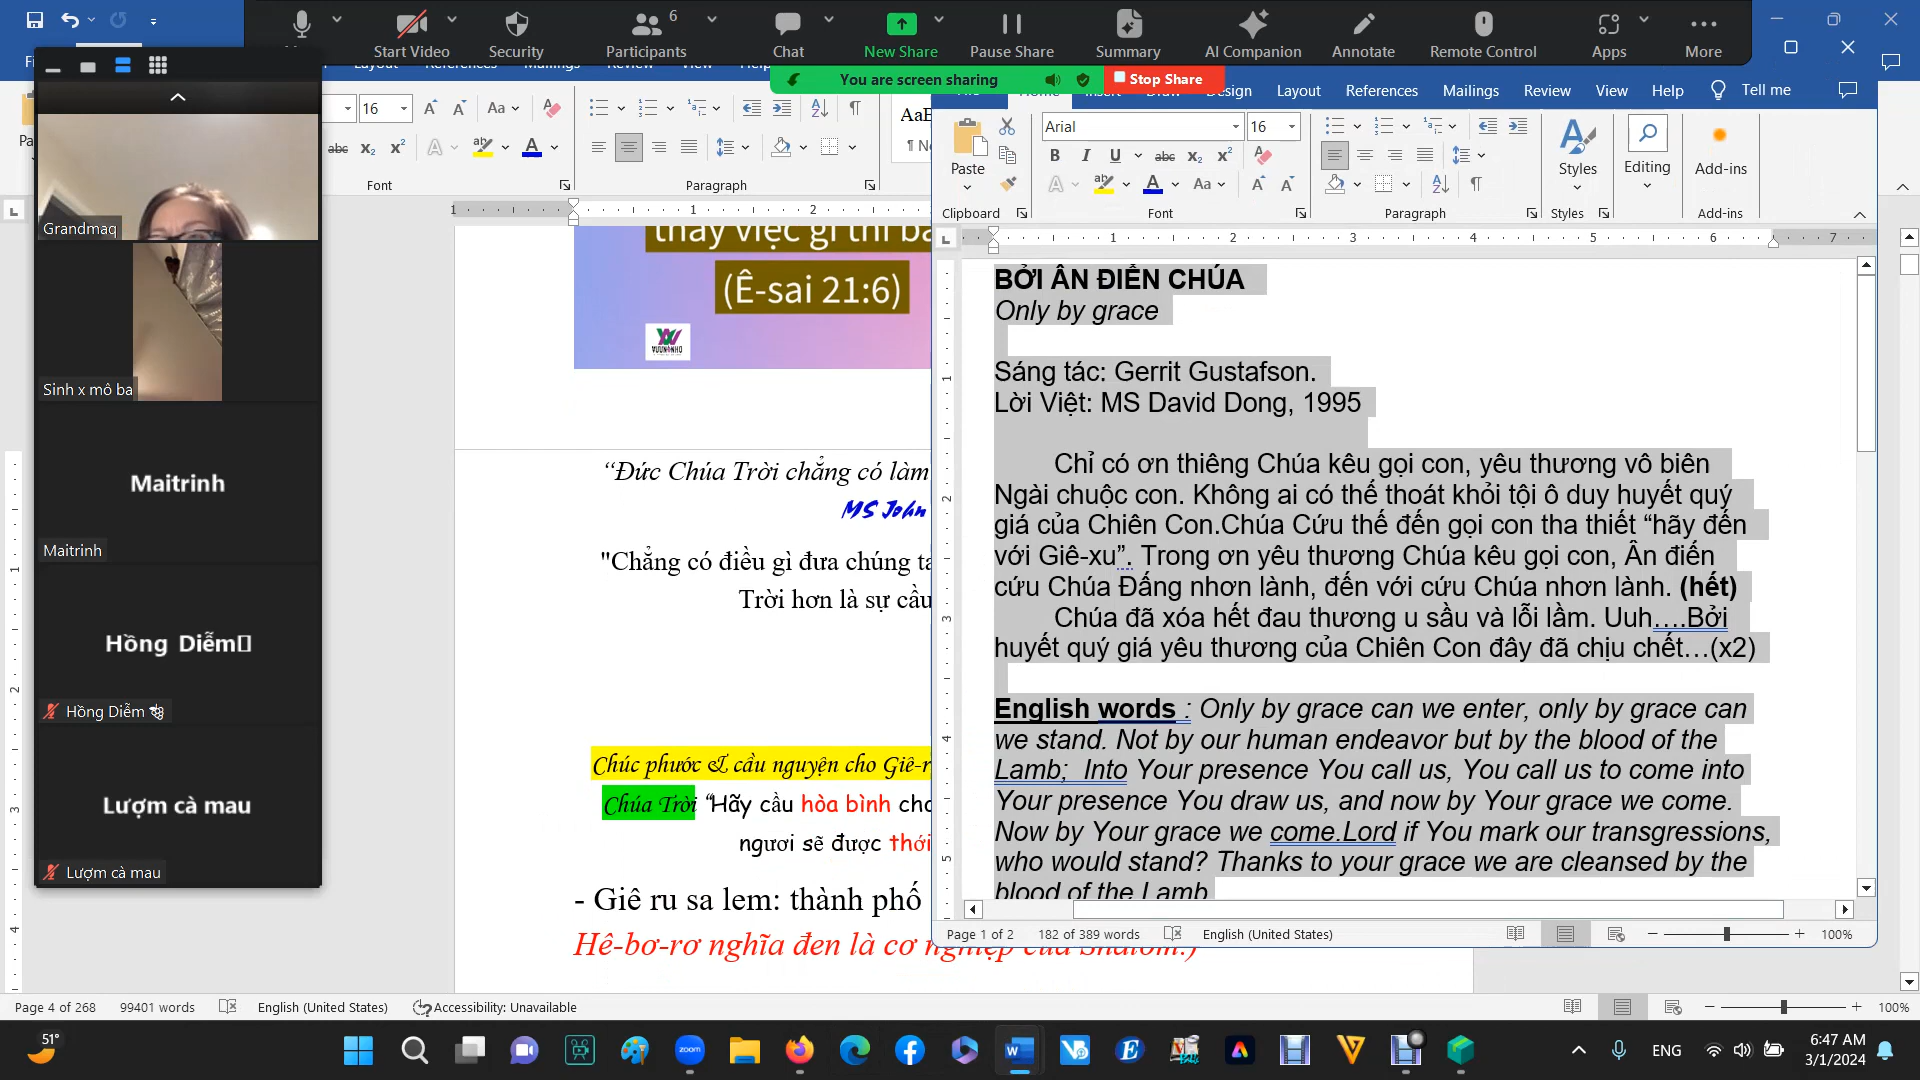 Start Video
Security
Participants
6
Chat
New Share
Pause Share
Summary
AI Companion
Annotate
Remote Control
Apps
More
You are screen sharing
Stop Share
Layout
References
Mailings
Review
View
Help
Tell me
Grandmaq
Sinh x mô ba
Maitrinh
Maitrinh
Hồng Diễm
Hồng Diễm
Lượm cà mau
Lượm cà mau
16
Font
Paragraph
thấy việc gì thì
(Ê-sai 21:6)
“Đức Chúa Trời chẳng có làm
MS John
"Chẳng có điều gì đưa chúng ta
Trời hơn là sự cầu
Chúc phước & cầu nguyện cho
Chúa Trời “Hãy cầu hòa bình cho
ngươi sẽ được thới
- Giê ru sa lem: thành phố
Hê-bơ-rơ nghĩa đen là cơ nghiệp của Shalom.)
Page 4 of 268
99401 words
English (United States)
Accessibility: Unavailable
100%
Arial
16
Paste
Clipboard
Font
Paragraph
Styles
Styles
Editing
Add-ins
Add-ins
BỞI ÂN ĐIỂN CHÚA
Only by grace
Sáng tác: Gerrit Gustafson.
Lời Việt: MS David Dong, 1995
Chỉ có ơn thiêng Chúa kêu gọi con, yêu thương vô biên
Ngài chuộc con. Không ai có thể thoát khỏi tội ô duy huyết quý
giá của Chiên Con.Chúa Cứu thế đến gọi con tha thiết “hãy đến
với Giê-xu”. Trong ơn yêu thương Chúa kêu gọi con, Ân điển
cứu Chúa Đấng nhơn lành, đến với cứu Chúa nhơn lành. (hết)
Chúa đã xóa hết đau thương u sầu và lỗi lầm. Uuh….Bởi
huyết quý giá yêu thương của Chiên Con đây đã chịu chết…(x2)
English words : Only by grace can we enter, only by grace can
we stand. Not by our human endeavor but by the blood of the
Lamb;  Into Your presence You call us, You call us to come into
Your presence You draw us, and now by Your grace we come.
Now by Your grace we come.Lord if You mark our transgressions,
who would stand? Thanks to your grace we are cleansed by the
blood of the Lamb
Page 1 of 2
182 of 389 words
English (United States)
100%
51°
zoom
ENG
6:47 AM
3/1/2024